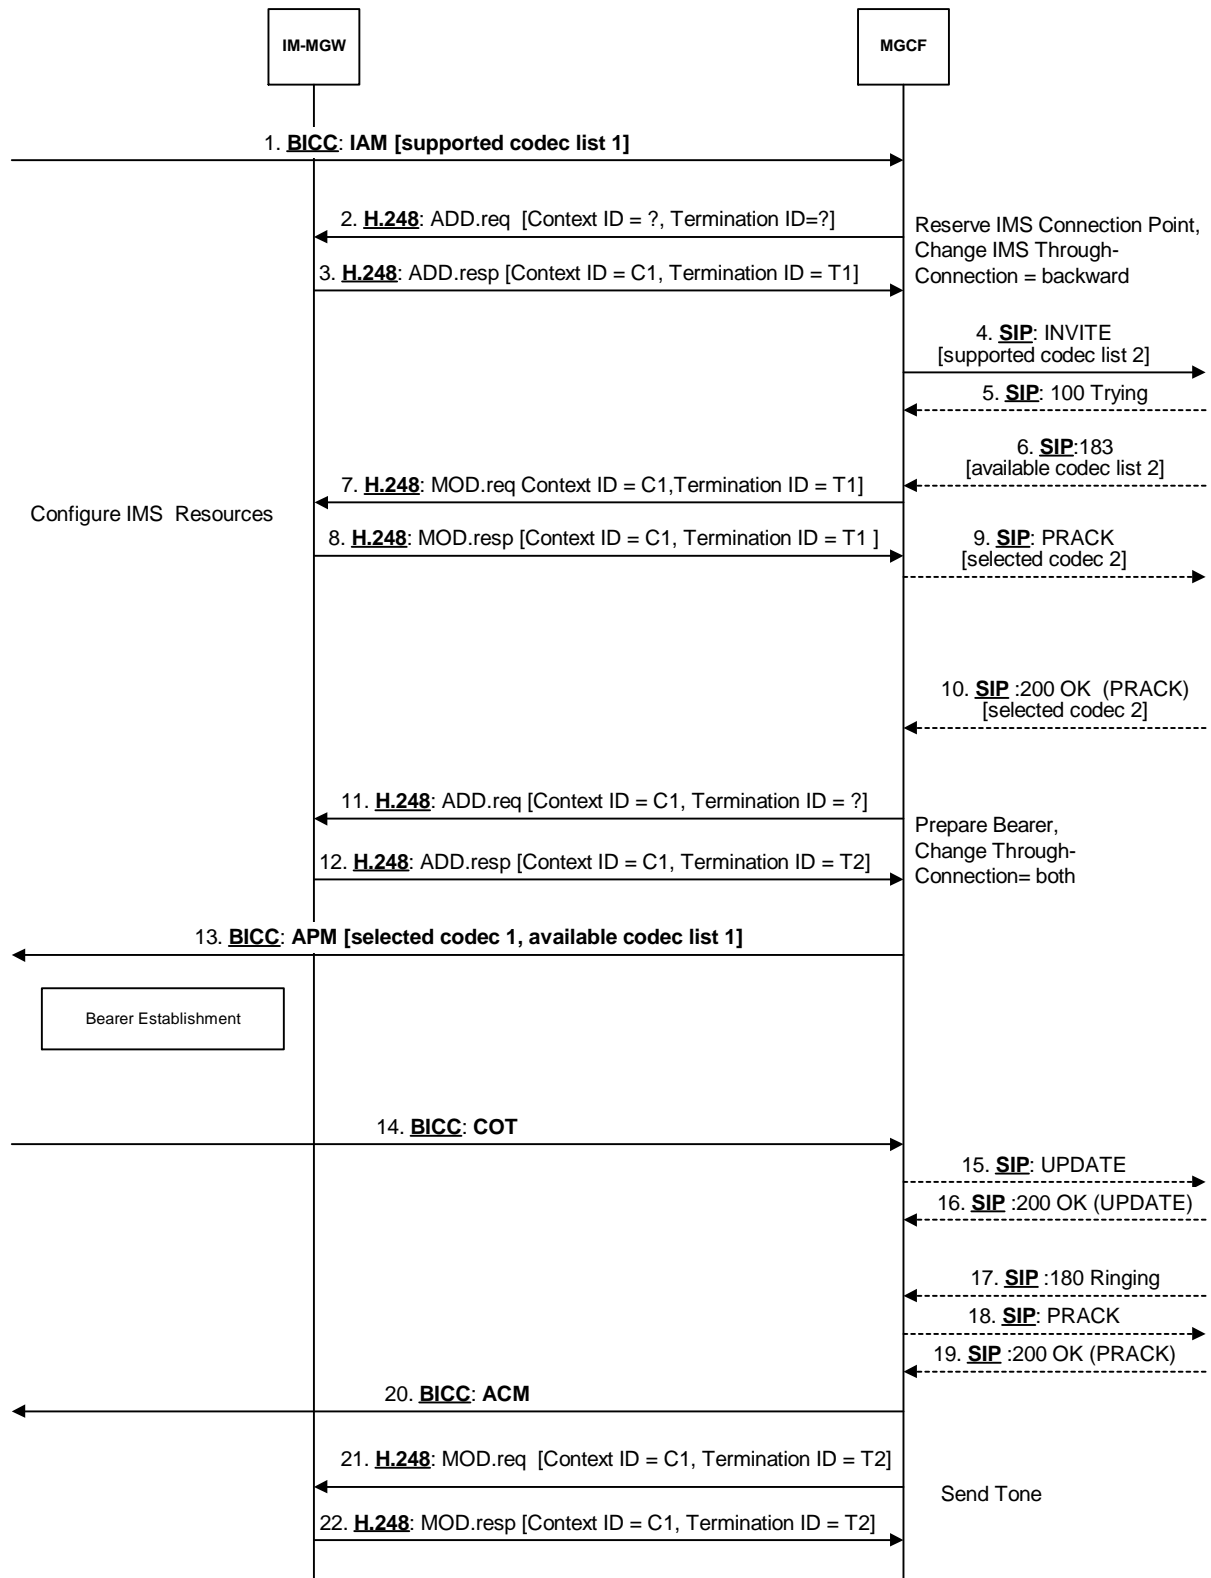 IM-MGW
MGCF
1. BICC: IAM [supported codec list 1]
2. H.248: ADD.req [Context ID = ?, Termination ID=?]
Reserve IMS Connection Point,
Change IMS Through-
Connection = backward
3. H.248: ADD.resp [Context ID = C1, Termination ID = T1]
4. SIP: INVITE
[supported codec list 2]
5. SIP: 100 Trying
6. SIP:183
[available codec list 2]
7. H.248: MOD.req Context ID = C1,Termination ID = T1]
Configure IMS Resources
8. H.248: MOD.resp [Context ID = C1, Termination ID = T1 ]
9. SIP: PRACK
[selected codec 2]
10. SIP :200 OK (PRACK)
[selected codec 2]
11. H.248: ADD.req [Context ID = C1, Termination ID = ?]
Prepare Bearer,
Change Through-
Connection= both
12. H.248: ADD.resp [Context ID = C1, Termination ID = T2]
13. BICC: APM [selected codec 1, available codec list 1]
Bearer Establishment
14. BICC: COT
15. SIP: UPDATE
16. SIP :200 OK (UPDATE)
17. SIP :180 Ringing
18. SIP: PRACK
19. SIP :200 OK (PRACK)
20. BICC: ACM
21. H.248: MOD.req [Context ID = C1, Termination ID = T2]
Send Tone
22. H.248: MOD.resp [Context ID = C1, Termination ID = T2]